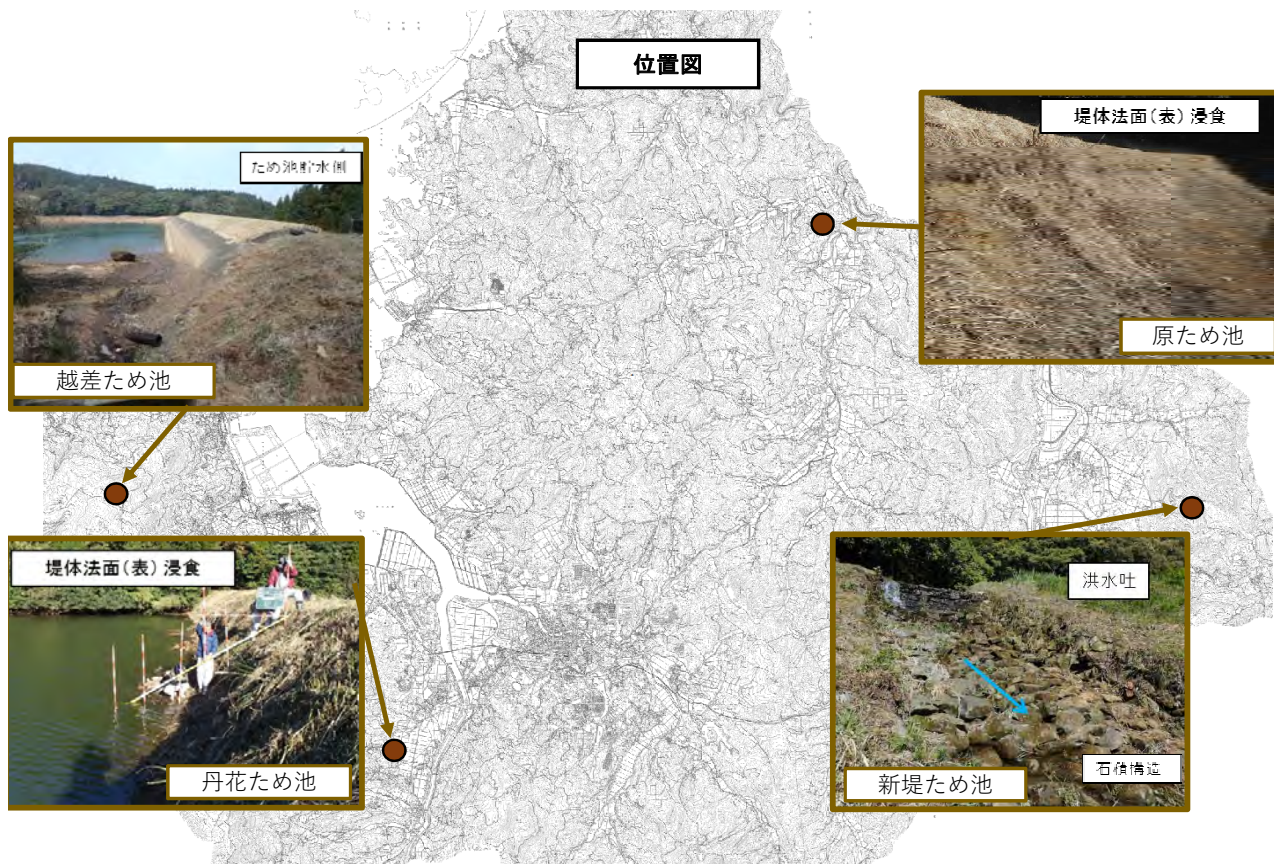 位置図
ため池貯水側
越差ため池
堤体法面(表)浸食
原ため池
堤体法面(表)浸食
丹花ため池
洪水吐
石積構造
新堤ため池